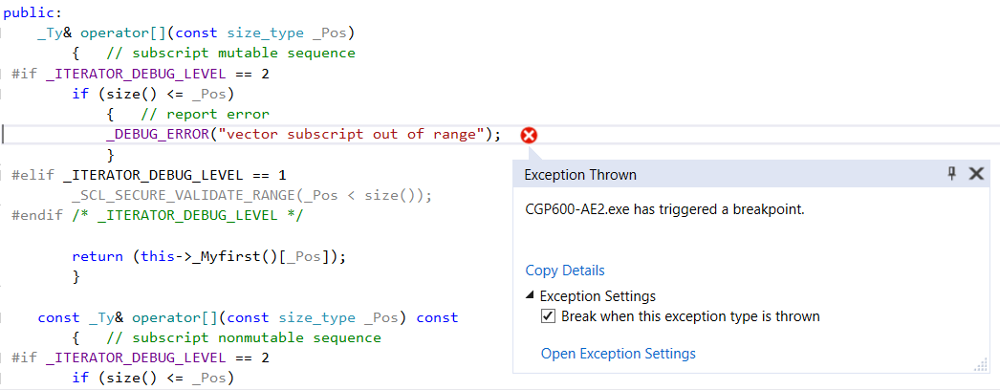 public:
_Ty& operator[](const size_type _Pos)
{ // subscript mutable sequence
#if _ITERATOR_DEBUG_LEVEL == 2
if (size() <= _Pos)
{ // report error
_DEBUG_ERROR("vector subscript out of range");
}
#elif _ITERATOR_DEBUG_LEVEL == 1
_SCL_SECURE_VALIDATE_RANGE(_Pos < size());
#endif /* _ITERATOR_DEBUG_LEVEL */
return (this->_Myfirst()[_Pos]);
}
const _Ty& operator[](const size_type _Pos) const
{ // subscript nonmutable sequence
#if _ITERATOR_DEBUG_LEVEL == 2
if (size() <= _Pos)
Exception Thrown
CGP600-AE2.exe has triggered a breakpoint.
Copy Details
Exception Settings
Break when this exception type is thrown
Open Exception Settings